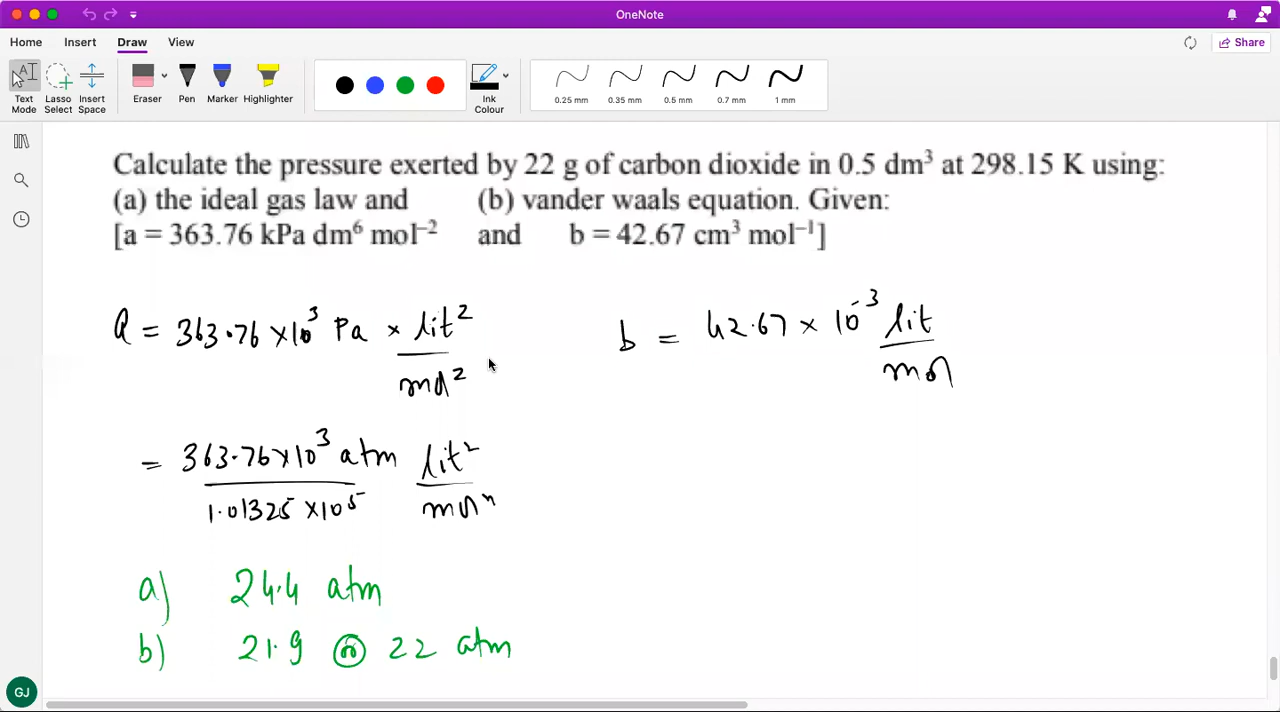 OneNote
Home Insert Draw View
Share
Text Mode
Lasso Select
Insert Space
Eraser
Pen
Marker
Highlighter
Ink Colour
0.25 mm
0.35 mm
0.5 mm
0.7 mm
1 mm
Calculate the pressure exerted by 22 g of carbon dioxide in 0.5 dm³ at 298.15 K using:
(a) the ideal gas law and (b) vander waals equation. Given:
[a = 363.76 kPa dm⁶ mol⁻² and b = 42.67 cm³ mol⁻¹]
a = 363.76 × 10³ Pa × lit²/mol²
b = 42.67 × 10⁻³ lit/mol
= 363.76 × 10³ atm/1.01325 × 10⁵ lit²/mol²
a) 24.4 atm
b) 21.9 or 22 atm
GJ